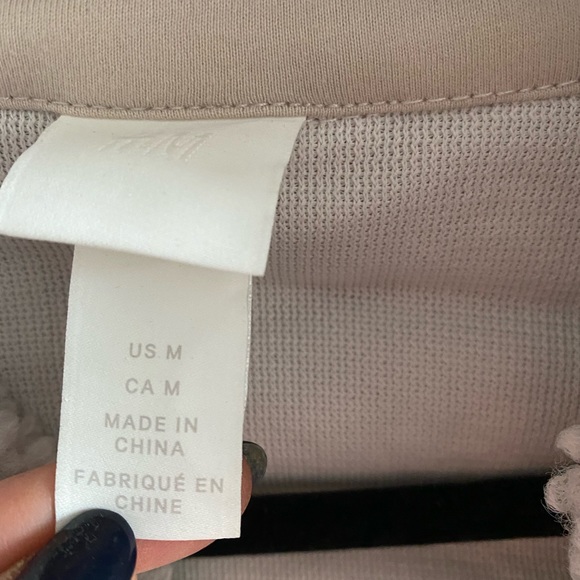 H&M
US M
CA M
MADE IN
CHINA
FABRIQUÉ EN
CHINE